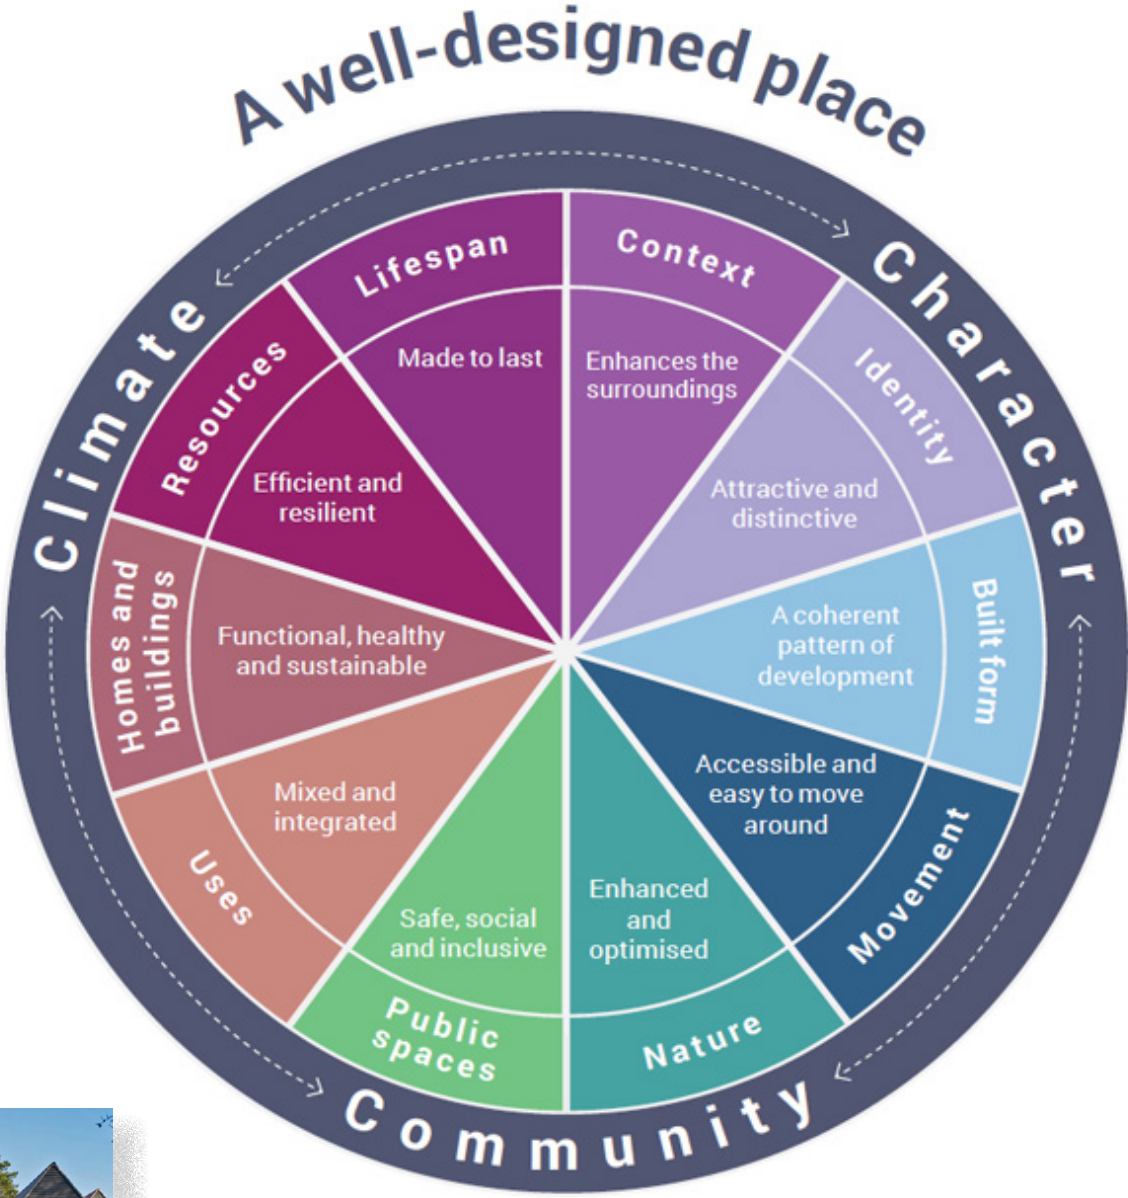 A well-designed place
Climate
Character
Community
Lifespan
Made to last
Context
Enhances the
surroundings
Identity
Attractive and
distinctive
Built form
A coherent
pattern of
development
Movement
Accessible and
easy to move
around
Nature
Enhanced
and
optimised
Public
spaces
Safe, social
and inclusive
Uses
Mixed and
integrated
Homes and
buildings
Functional, healthy
and sustainable
Resources
Efficient and
resilient